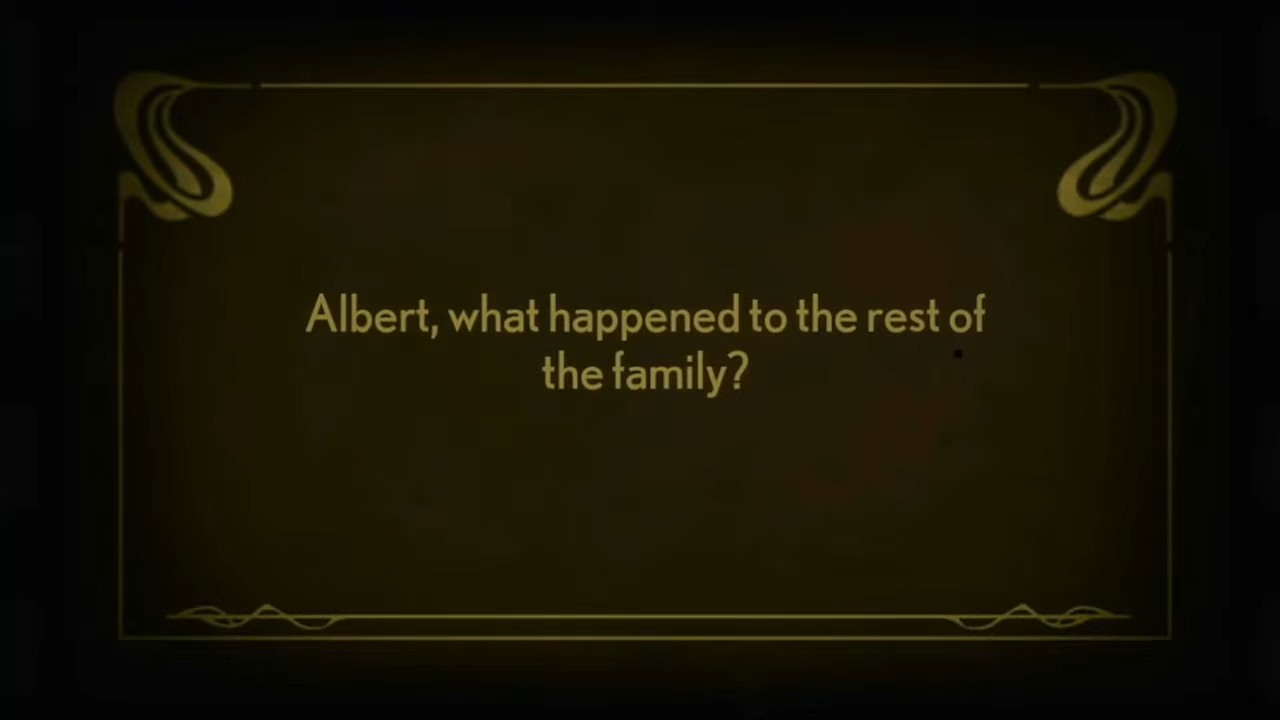 Albert, what happened to the rest of
the family?